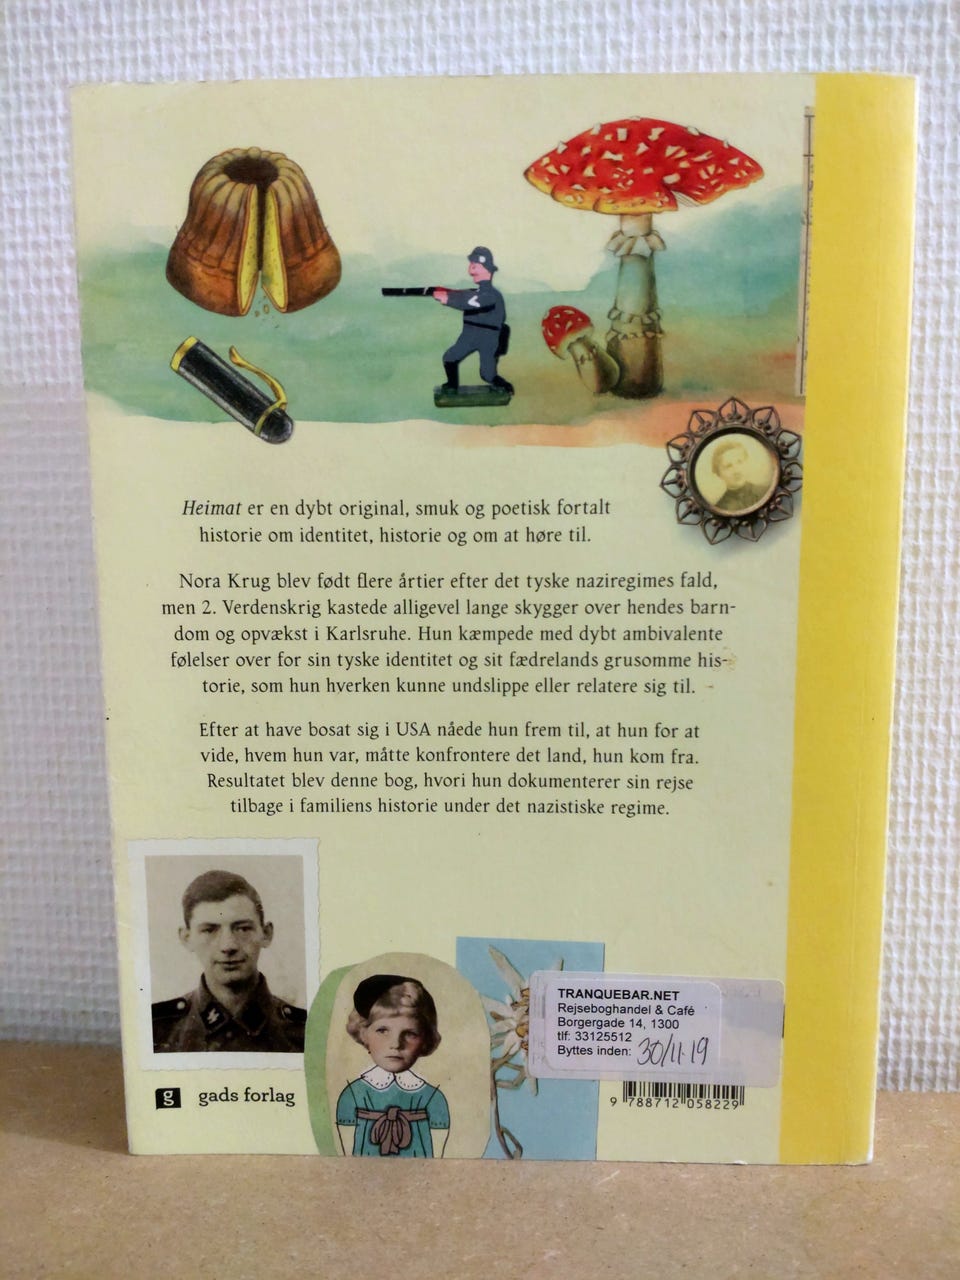 Heimat er en dybt original, smuk og poetisk fortalt
historie om identitet, historie og om at høre til.
Nora Krug blev født flere årtier efter det tyske naziregimes fald,
men 2. Verdenskrig kastede alligevel lange skygger over hendes barn-
dom og opvækst i Karlsruhe. Hun kæmpede med dybt ambivalente
følelser over for sin tyske identitet og sit fædrelands grusomme his-
torie, som hun hverken kunne undslippe eller relatere sig til.
Efter at have bosat sig i USA nåede hun frem til, at hun for at
vide, hvem hun var, måtte konfrontere det land, hun kom fra.
Resultatet blev denne bog, hvori hun dokumenterer sin rejse
tilbage i familiens historie under det nazistiske regime.
TRANQUEBAR.NET
Rejseboghandel & Café
Borgergade 14, 1300
tlf: 33125512
Byttes inden: 30/11-19
g gads forlag
9 788712 058229